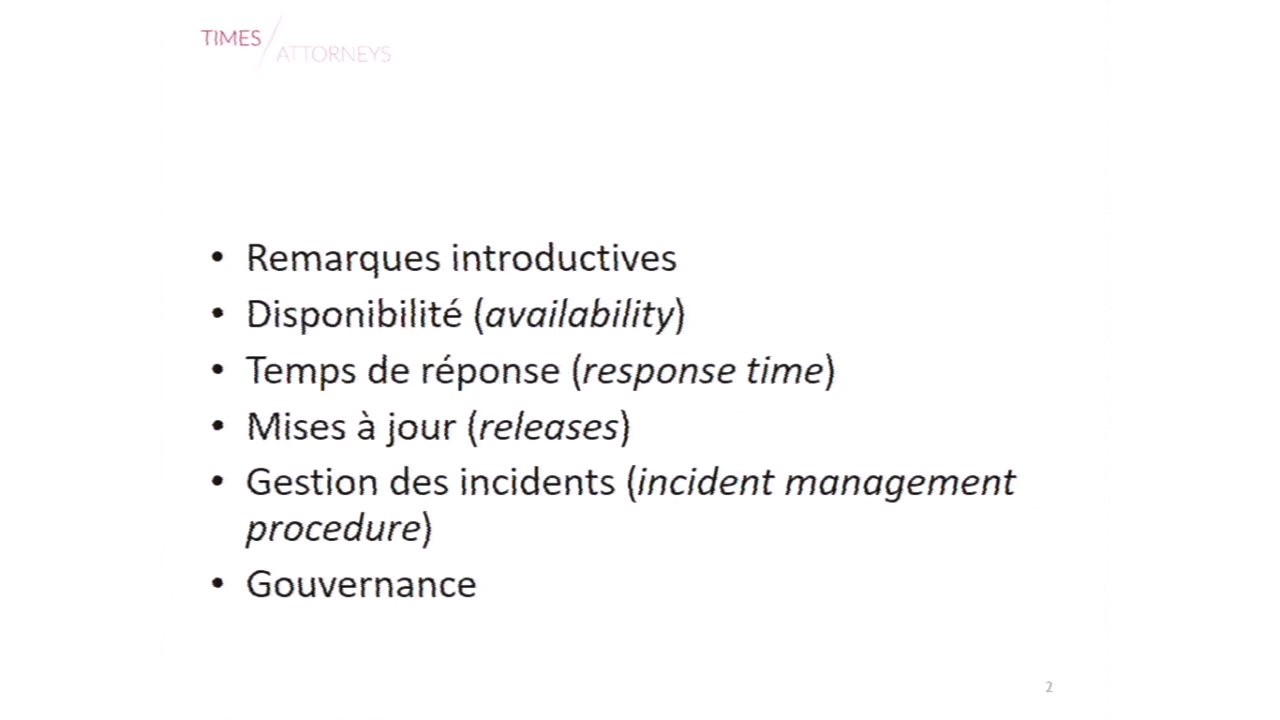 TIMES
ATTORNEYS
• Remarques introductives
• Disponibilité (availability)
• Temps de réponse (response time)
• Mises à jour (releases)
• Gestion des incidents (incident management
procedure)
• Gouvernance
2